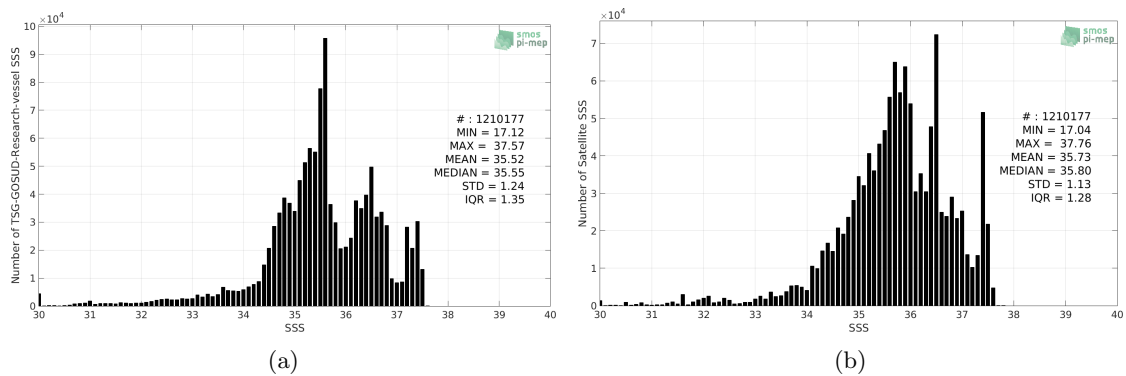 ×10⁴
10
9
8
7
6
5
4
3
2
1
0
Number of TSG-GOSUD-Research-vessel SSS
smos
pi-mep
# : 1210177
MIN = 17.12
MAX = 37.57
MEAN = 35.52
MEDIAN = 35.55
STD = 1.24
IQR = 1.35
30 31 32 33 34 35 36 37 38 39 40
SSS
(a)
×10⁴
7
6
5
4
3
2
1
0
Number of Satellite SSS
smos
pi-mep
# : 1210177
MIN = 17.04
MAX = 37.76
MEAN = 35.73
MEDIAN = 35.80
STD = 1.13
IQR = 1.28
30 31 32 33 34 35 36 37 38 39 40
SSS
(b)